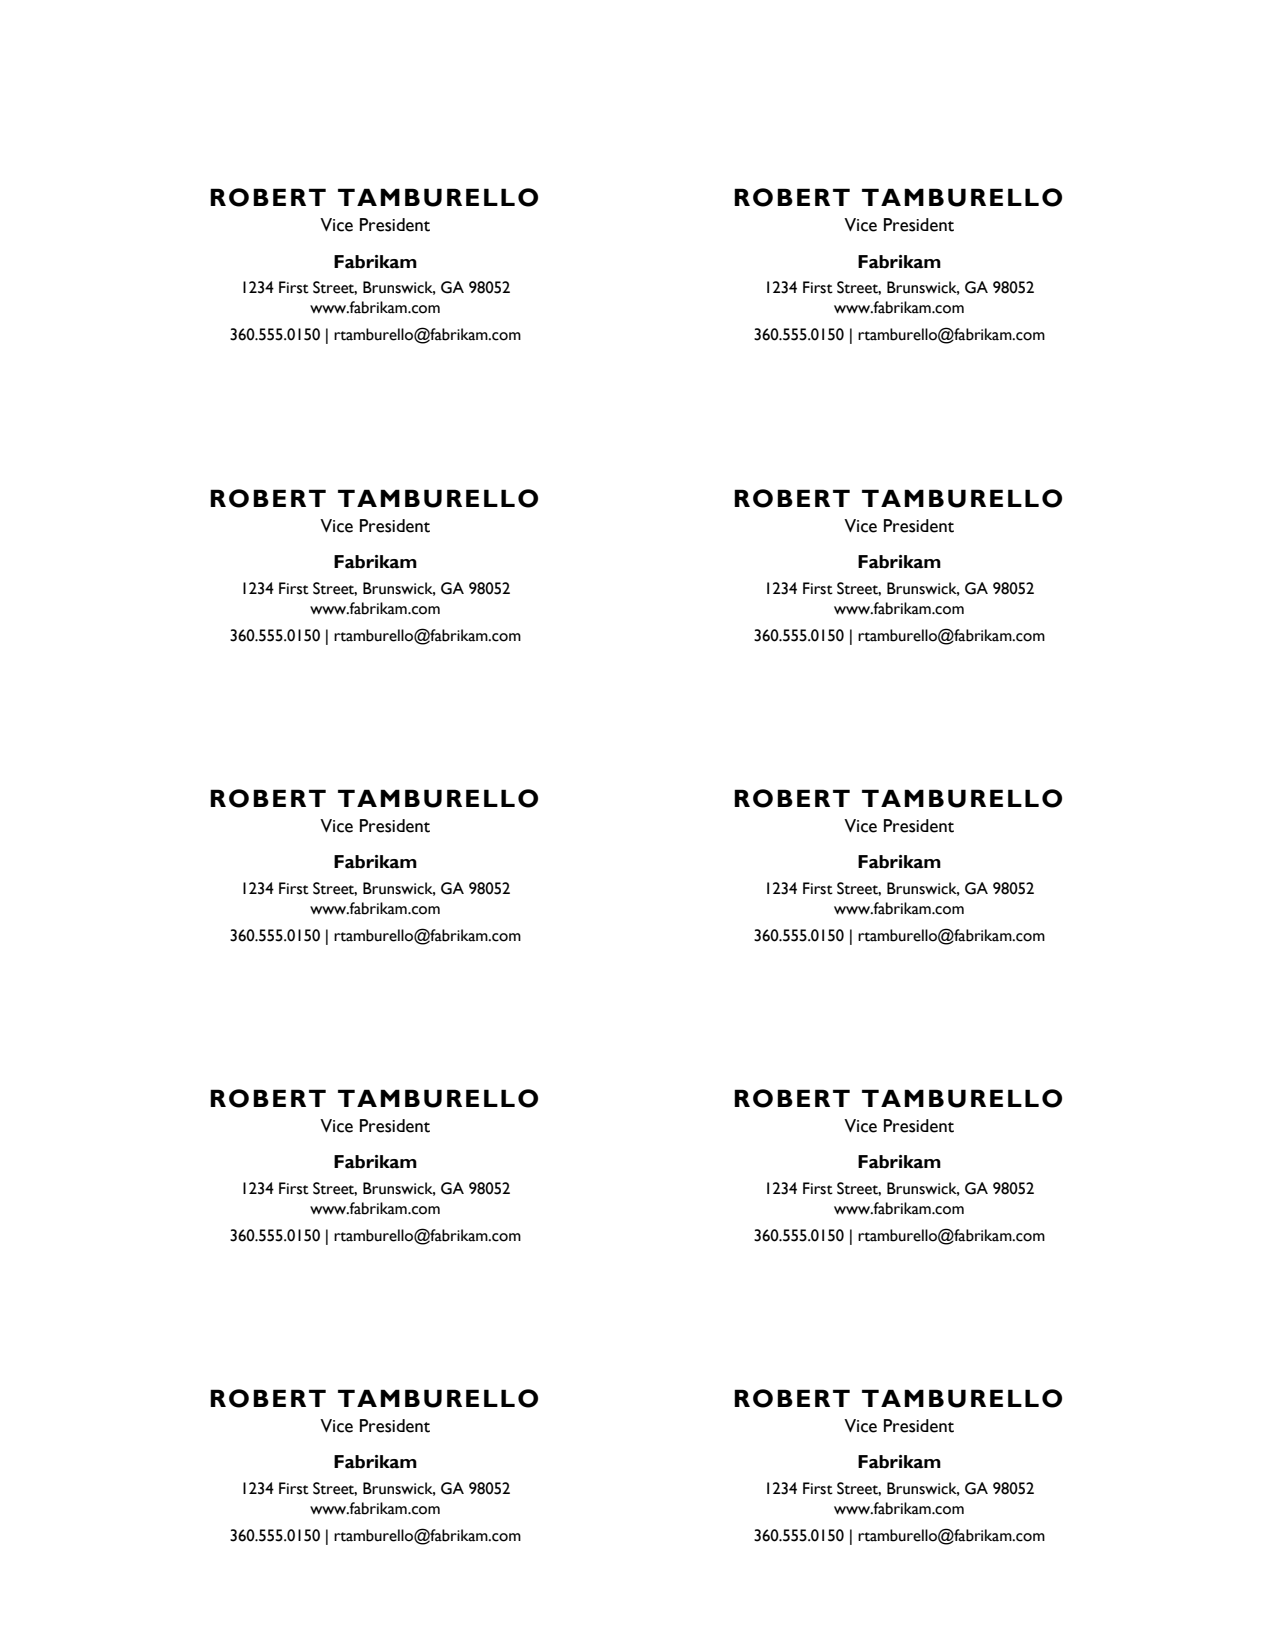 ROBERT TAMBURELLO
Vice President
Fabrikam
1234 First Street, Brunswick, GA 98052
www.fabrikam.com
360.555.0150 | rtamburello@fabrikam.com
ROBERT TAMBURELLO
Vice President
Fabrikam
1234 First Street, Brunswick, GA 98052
www.fabrikam.com
360.555.0150 | rtamburello@fabrikam.com
ROBERT TAMBURELLO
Vice President
Fabrikam
1234 First Street, Brunswick, GA 98052
www.fabrikam.com
360.555.0150 | rtamburello@fabrikam.com
ROBERT TAMBURELLO
Vice President
Fabrikam
1234 First Street, Brunswick, GA 98052
www.fabrikam.com
360.555.0150 | rtamburello@fabrikam.com
ROBERT TAMBURELLO
Vice President
Fabrikam
1234 First Street, Brunswick, GA 98052
www.fabrikam.com
360.555.0150 | rtamburello@fabrikam.com
ROBERT TAMBURELLO
Vice President
Fabrikam
1234 First Street, Brunswick, GA 98052
www.fabrikam.com
360.555.0150 | rtamburello@fabrikam.com
ROBERT TAMBURELLO
Vice President
Fabrikam
1234 First Street, Brunswick, GA 98052
www.fabrikam.com
360.555.0150 | rtamburello@fabrikam.com
ROBERT TAMBURELLO
Vice President
Fabrikam
1234 First Street, Brunswick, GA 98052
www.fabrikam.com
360.555.0150 | rtamburello@fabrikam.com
ROBERT TAMBURELLO
Vice President
Fabrikam
1234 First Street, Brunswick, GA 98052
www.fabrikam.com
360.555.0150 | rtamburello@fabrikam.com
ROBERT TAMBURELLO
Vice President
Fabrikam
1234 First Street, Brunswick, GA 98052
www.fabrikam.com
360.555.0150 | rtamburello@fabrikam.com